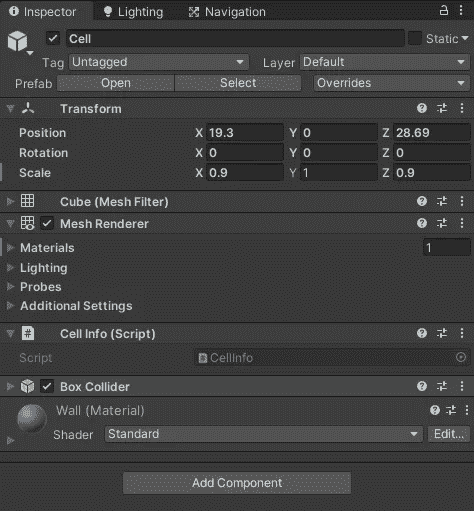 Inspector Lighting Navigation
Cell Static
Tag Untagged Layer Default
Prefab Open Select Overrides
Transform
Position X 19.3 Y 0 Z 28.69
Rotation X 0 Y 0 Z 0
Scale X 0.9 Y 1 Z 0.9
Cube (Mesh Filter)
Mesh Renderer
Materials 1
Lighting
Probes
Additional Settings
# Cell Info (Script)
Script CellInfo
Box Collider
Wall (Material)
Shader Standard Edit...
Add Component